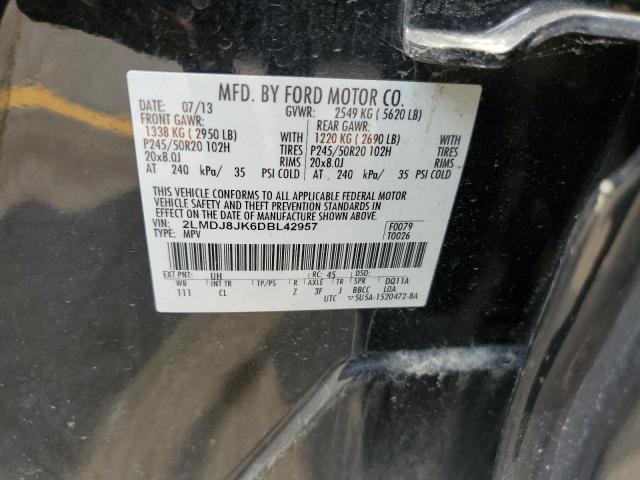 MFD. BY FORD MOTOR CO.
DATE: 07/13 GVWR: 2549 KG ( 5620 LB)
FRONT GAWR: REAR GAWR:
1338 KG ( 2950 LB) WITH 1220 KG ( 2690 LB) WITH
P245/50R20 102H TIRES P245/50R20 102H TIRES
20x8.0J RIMS 20x8.0J RIMS
AT 240 kPa/ 35 PSI COLD AT 240 kPa/ 35 PSI COLD
THIS VEHICLE CONFORMS TO ALL APPLICABLE FEDERAL MOTOR
VEHICLE SAFETY AND THEFT PREVENTION STANDARDS IN
EFFECT ON THE DATE OF MANUFACTURE SHOWN ABOVE.
VIN: 2LMDJ8JK6DBL42957 F0079
TYPE: MPV T0026
EXT PNT: UH RC: 45 DSO:
WB INT TR TP/PS R AXLE TR SPR DQ11A
111 CL Z 3F J BBCC LOA
UTC 5U5A-1520472-BA